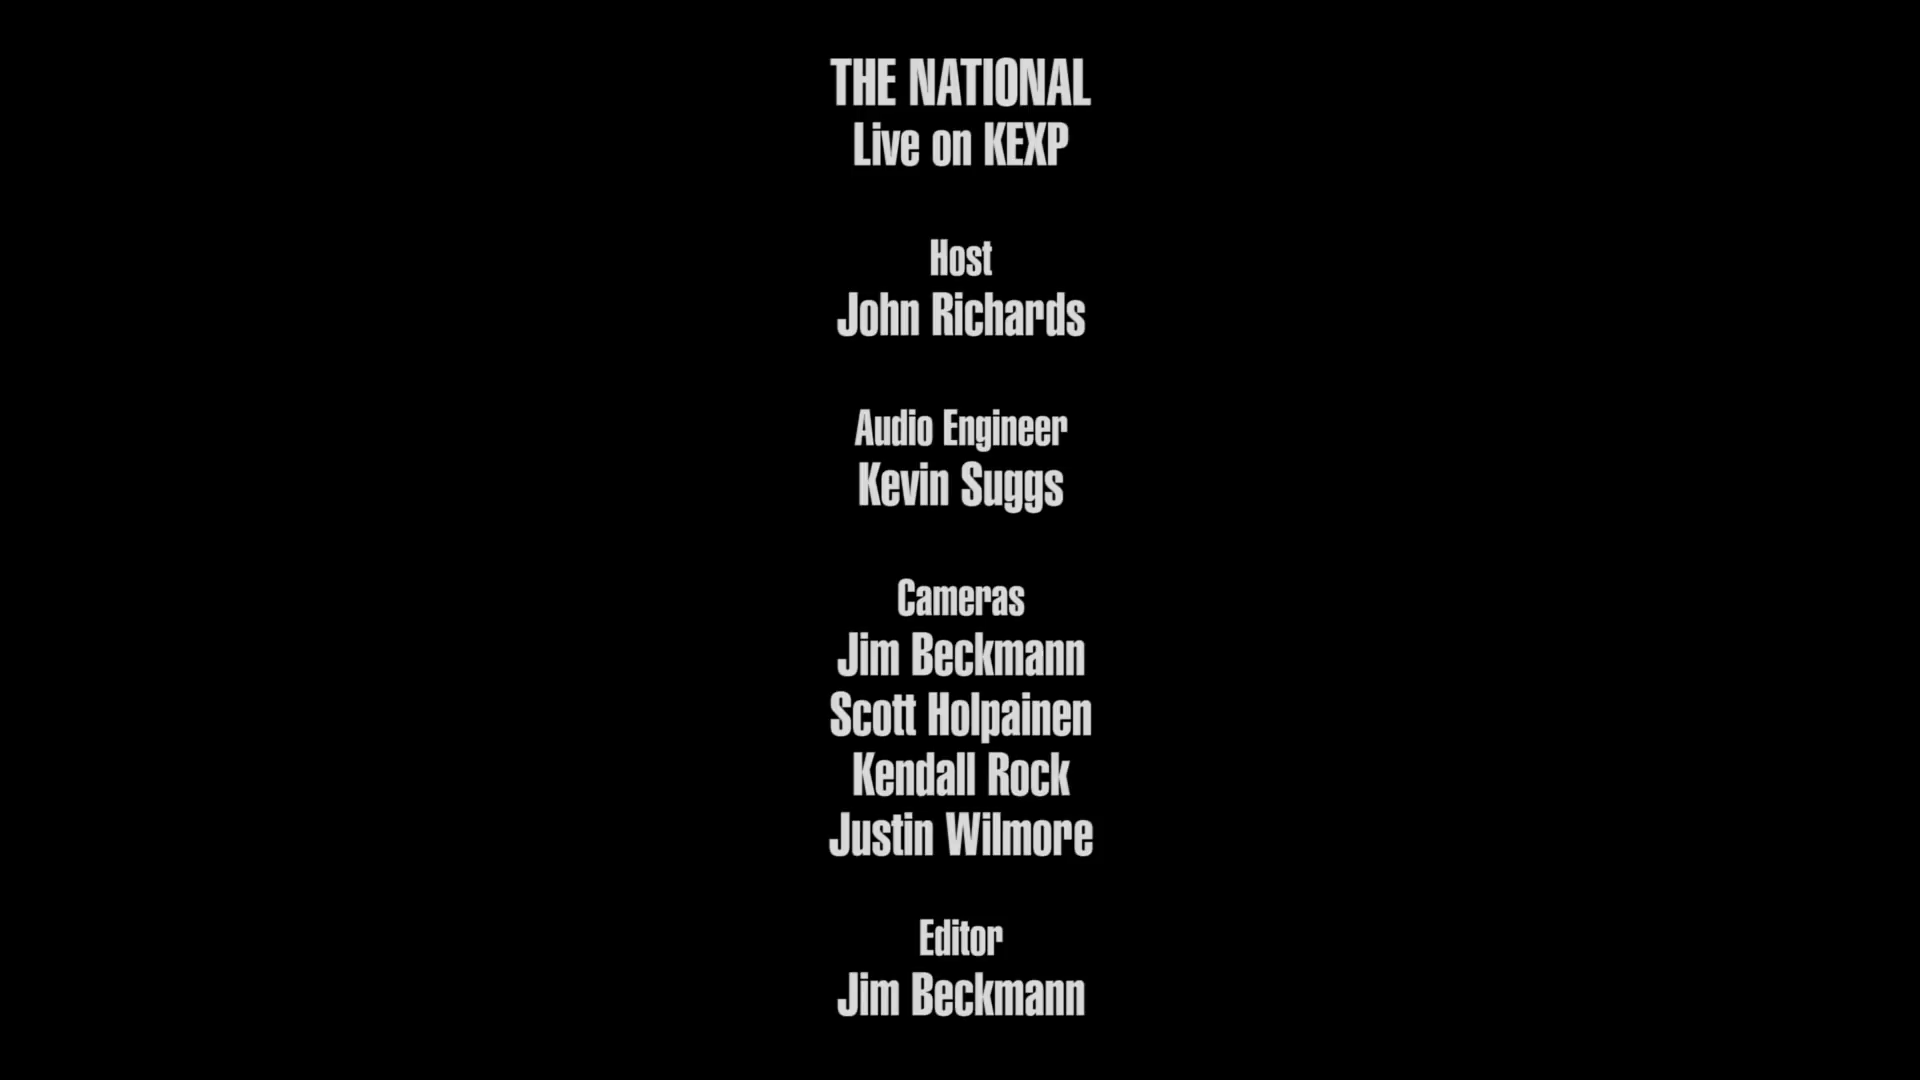 THE NATIONAL
Live on KEXP
Host
John Richards
Audio Engineer
Kevin Suggs
Cameras
Jim Beckmann
Scott Holpainen
Kendall Rock
Justin Wilmore
Editor
Jim Beckmann